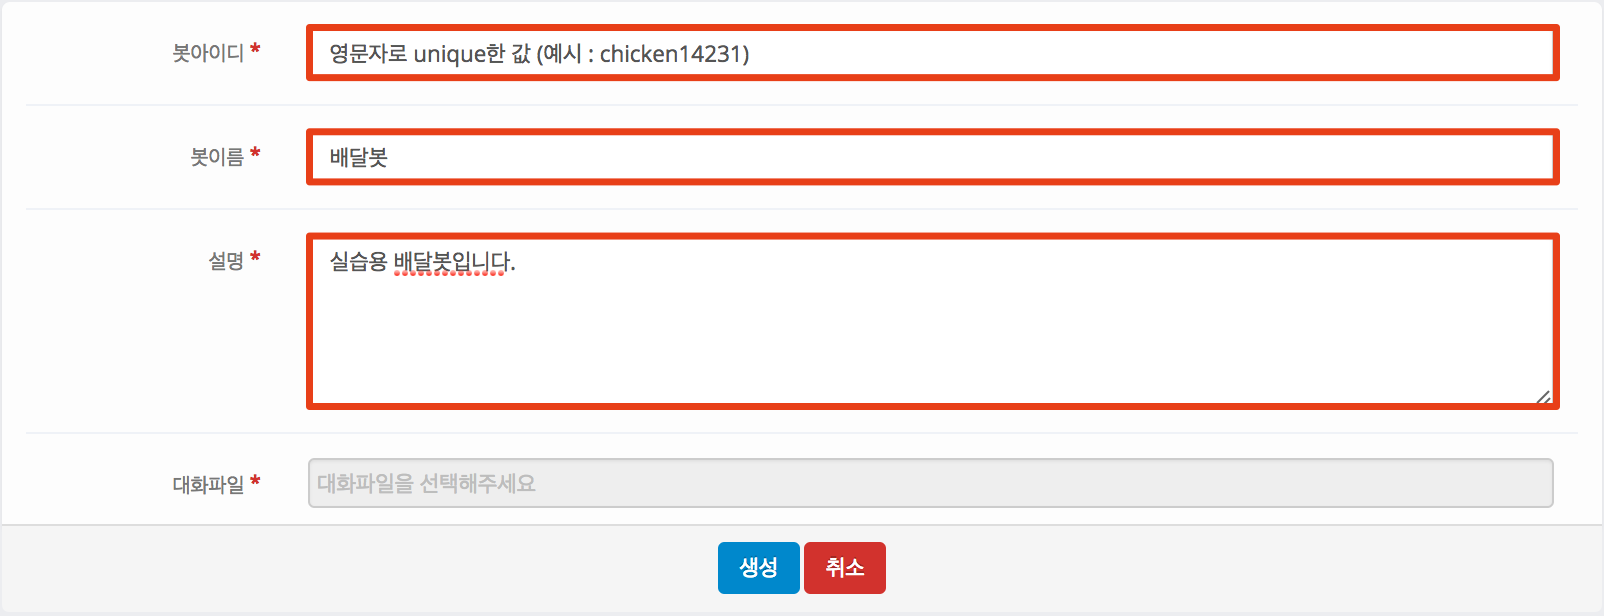 봇아이디 * 영문자로 unique한 값 (예시 : chicken14231)
봇이름 * 배달봇
설명 * 실습용 배달봇입니다.
대화파일 * 대화파일을 선택해주세요
생성 취소